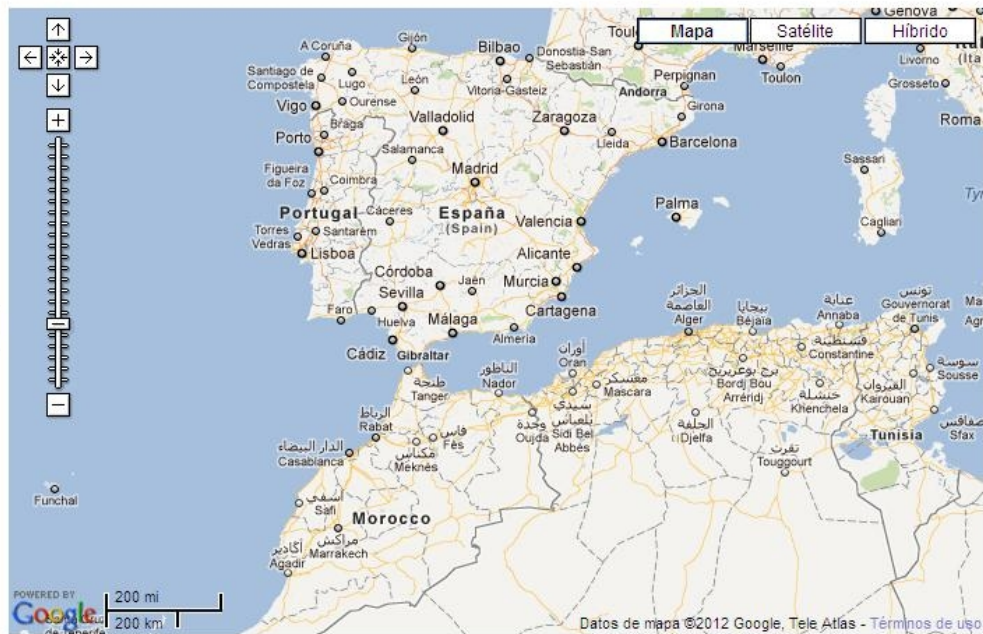 Genova
Mapa
Satélite
Híbrido
Gijón
A Coruña
Bilbao
Donostia-San
Sebastián
Marseille
Livorno
Toulon
Santiago de
Compostela
Lugo
León
Vitoria-Gasteiz
Perpignan
Andorra
Grosseto
Vigo
Ourense
Girona
Braga
Valladolid
Zaragoza
Roma
Porto
Lleida
Barcelona
Salamanca
Figueira
da Foz
Coimbra
Madrid
Sassari
Portugal
Cáceres
España
(Spain)
Valencia
Palma
Torres
Vedras
Santarém
Cagliari
Lisboa
Alicante
Córdoba
Jaén
Murcia
Sevilla
Cartagena
الجزائر
العاصمة
Alger
بجاية
Béjaïa
عنابة
Annaba
تونس
Gouvernorat
de Tunis
Faro
Huelva
Málaga
Almería
Cádiz
Gibraltar
أوران
Oran
قسنطينة
Constantine
سوسة
Sousse
طنجة
Tanger
الناظور
Nador
معسكر
Mascara
برج بوعريريج
Bordj Bou
Arréridj
خنشلة
Khenchela
القيروان
Kairouan
الرباط
Rabat
فاس
Fès
وجدة
Oujda
سيدي
بلعباس
Sidi Bel
Abbès
الجلفة
Djelfa
صفاقس
Sfax
الدار البيضاء
Casablanca
مكناس
Meknès
تقرت
Touggourt
Tunisia
Funchal
آسفي
Safi
Morocco
مراكش
Marrakech
أگادير
Agadir
POWERED BY
Google
200 mi
200 km
de Tenerife
Datos de mapa ©2012 Google, Tele Atlas - Términos de uso